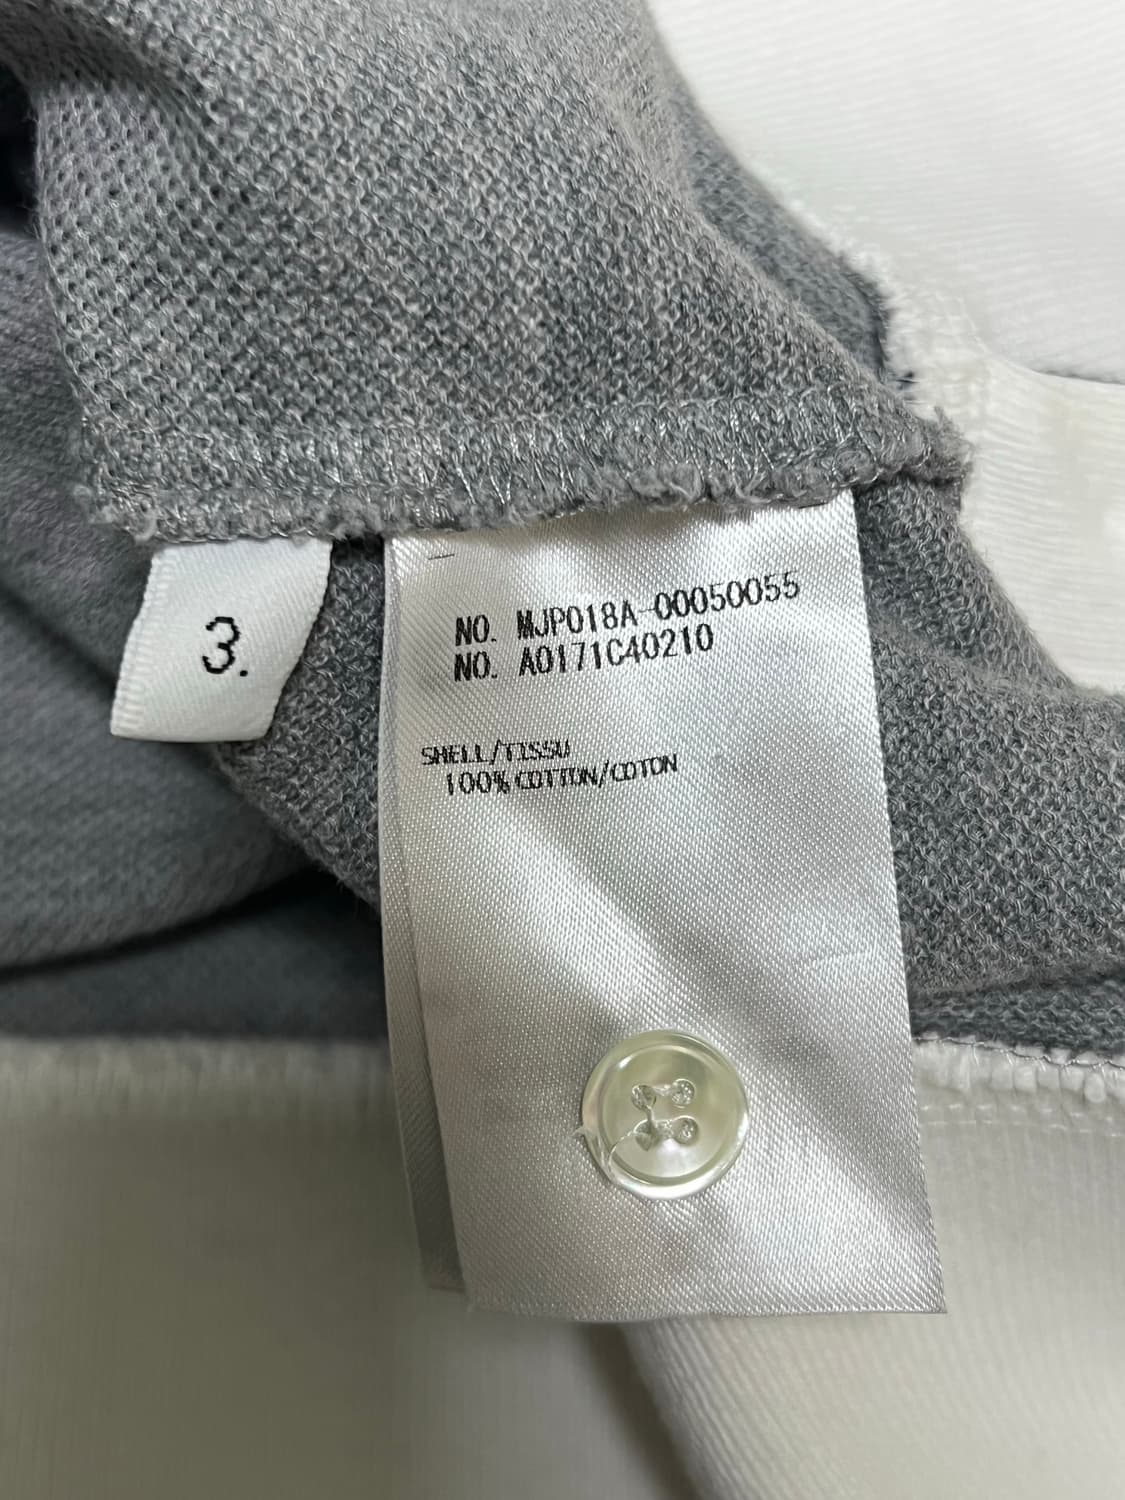 3.
NO. MJP018A-00050055
NO. A0171C40210
SHELL/TISSU
100% COTTON/COTON